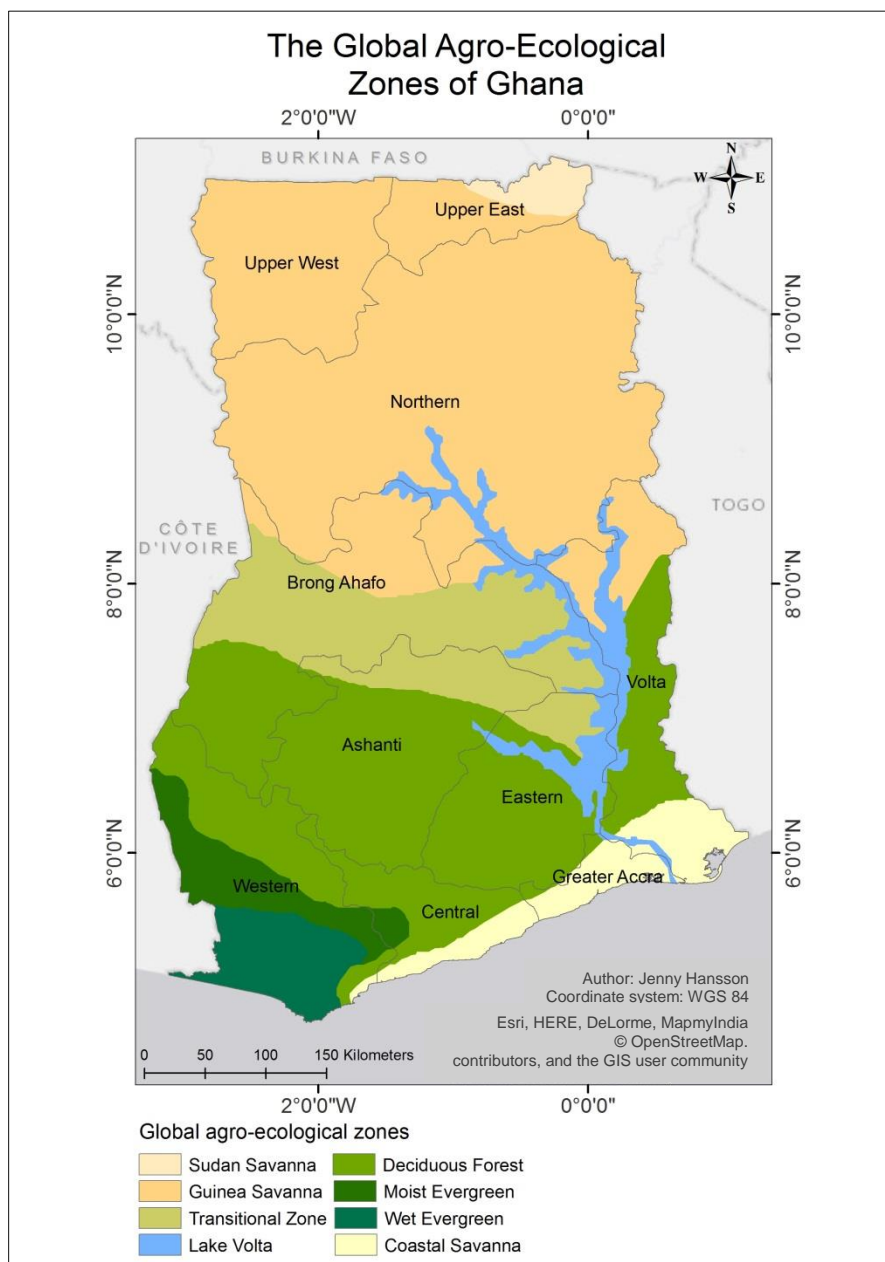 The Global Agro-Ecological
Zones of Ghana
2°0'0"W
0°0'0"
BURKINA FASO
N
W
E
S
Upper East
Upper West
10°0'0"N
10°0'0"N
Northern
CÔTE
D'IVOIRE
TOGO
8°0'0"N
8°0'0"N
Brong Ahafo
Volta
Ashanti
Eastern
6°0'0"N
6°0'0"N
Western
Greater Accra
Central
Author: Jenny Hansson
Coordinate system: WGS 84
Esri, HERE, DeLorme, MapmyIndia
© OpenStreetMap.
contributors, and the GIS user community
0 50 100 150 Kilometers
2°0'0"W
0°0'0"
Global agro-ecological zones
Sudan Savanna
Guinea Savanna
Transitional Zone
Lake Volta
Deciduous Forest
Moist Evergreen
Wet Evergreen
Coastal Savanna